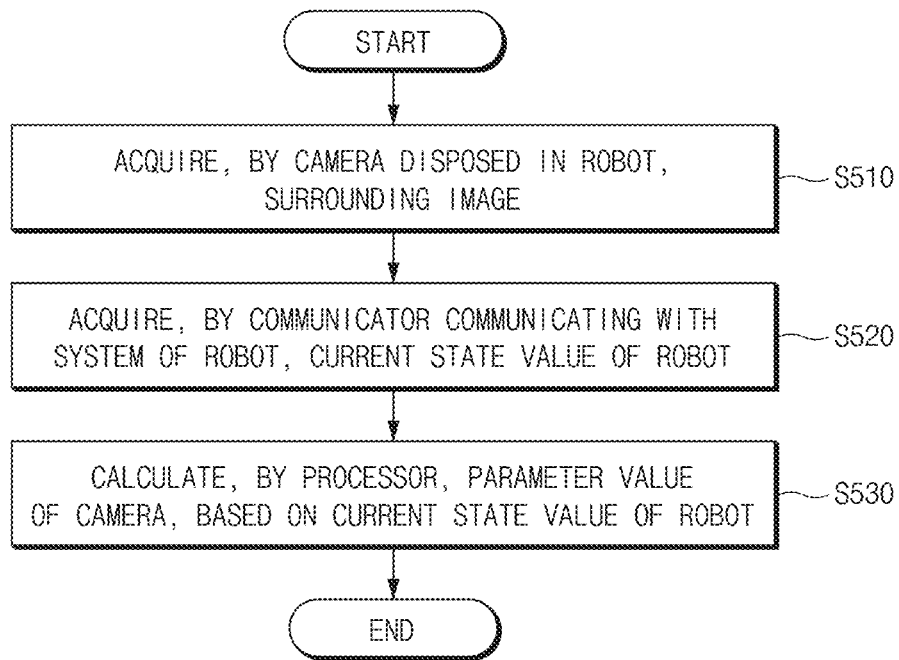 START
ACQUIRE, BY CAMERA DISPOSED IN ROBOT,
SURROUNDING IMAGE
S510
ACQUIRE, BY COMMUNICATOR COMMUNICATING WITH
SYSTEM OF ROBOT, CURRENT STATE VALUE OF ROBOT
S520
CALCULATE, BY PROCESSOR, PARAMETER VALUE
OF CAMERA, BASED ON CURRENT STATE VALUE OF ROBOT
S530
END